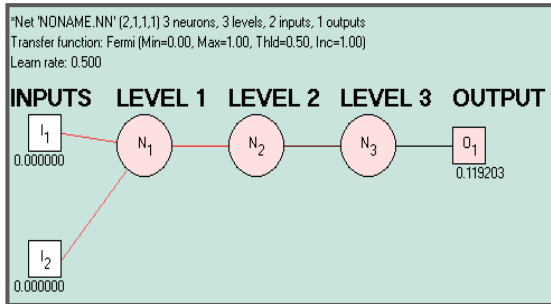 *Net 'NONAME.NN' (2,1,1,1) 3 neurons, 3 levels, 2 inputs, 1 outputs
Transfer function: Fermi (Min=0.00, Max=1.00, Thld=0.50, Inc=1.00)
Learn rate: 0.500
INPUTS LEVEL 1 LEVEL 2 LEVEL 3 OUTPUT
I1 N1 N2 N3 O1
0.000000 0.119203
I2
0.000000